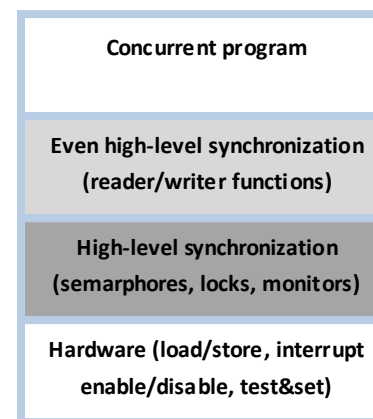 Concurrent program
Even high-level synchronization
(reader/writer functions)
High-level synchronization
(semarphores, locks, monitors)
Hardware (load/store, interrupt
enable/disable, test&set)